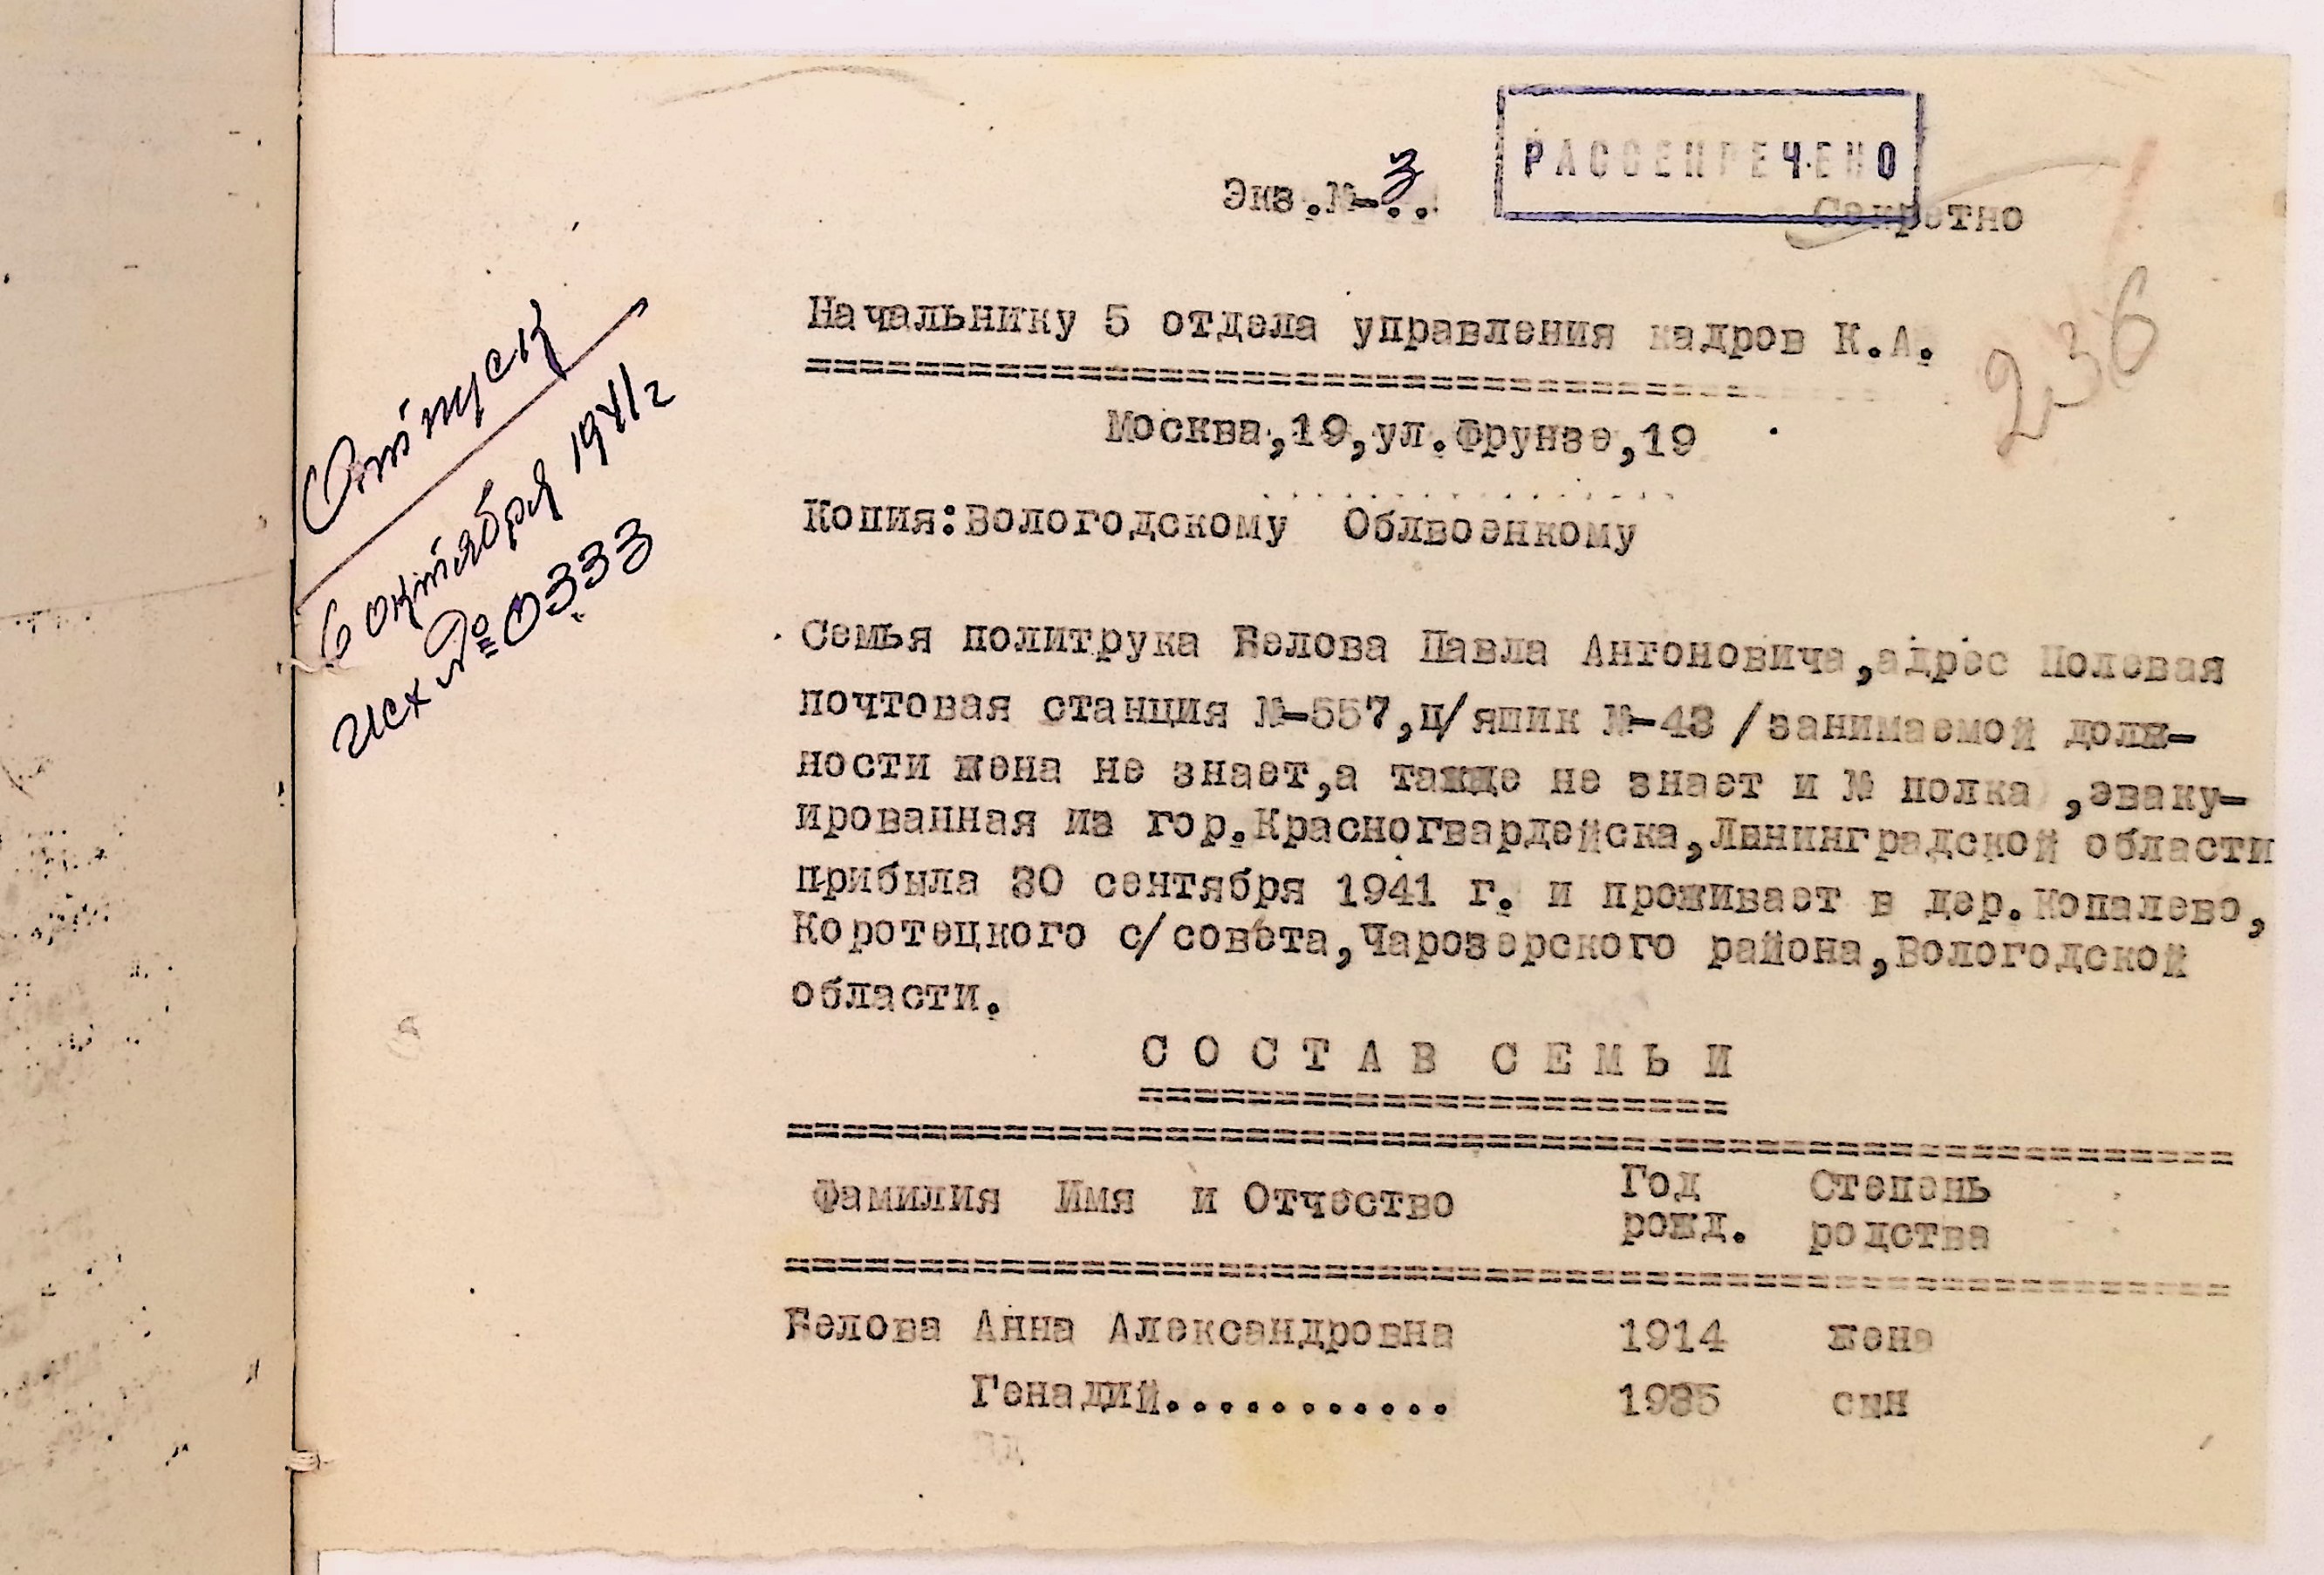 РАССЕКРЕЧЕНО
Экз.№-3..
Секретно
Начальнику 5 отдела управления кадров К.А.
==========================================
Москва,19,ул.Фрунзе,19
236
Копия:Вологодскому Облвоенкому
Отпуск
6 октября 1941г
исх № 0333
Семья политрука Белова Павла Антоновича,адрес Полевая
почтовая станция №-557,п/ящик №-43 /занимаемой долж-
ности жена не знает,а также не знает и № полка ,эваку-
ированная из гор.Красногвардейска,Ленинградской области
прибыла 30 сентября 1941 г. и проживает в дер.Копалево,
Коротецкого с/совета,Чарозерского района,Вологодской
области.
С О С Т А В С Е М Ь И
======================
Фамилия Имя и Отчество Год рожд. Степень родства
Белова Анна Александровна 1914 жена
Генадий........... 1935 сын